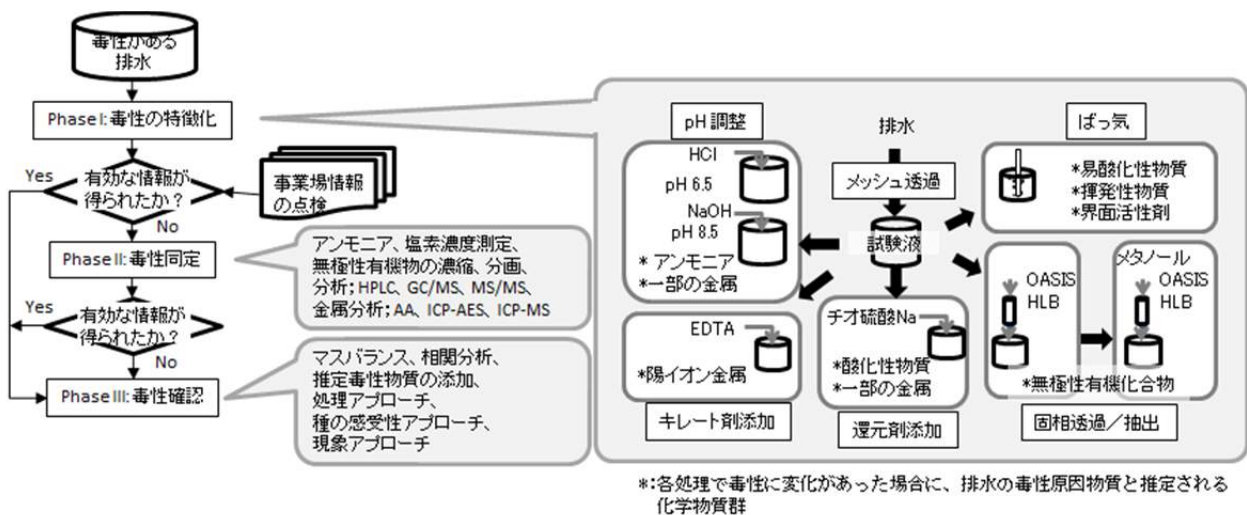 毒性がある
排水
Phase I: 毒性の特徴化
Yes
有効な情報が
得られたか?
事業場情報
の点検
No
Phase II: 毒性同定
Yes
有効な情報が
得られたか?
No
Phase III: 毒性確認
アンモニア、塩素濃度測定、
無極性有機物の濃縮、分画、
分析; HPLC、GC/MS、MS/MS、
金属分析; AA、ICP-AES、ICP-MS
マスバランス、相関分析、
推定毒性物質の添加、
処理アプローチ、
種の感受性アプローチ、
現象アプローチ
pH 調整
HCl
pH 6.5
NaOH
pH 8.5
* アンモニア
*一部の金属
排水
メッシュ透過
試験液
ばっ気
*易酸化性物質
*揮発性物質
*界面活性剤
EDTA
*陽イオン金属
キレート剤添加
チオ硫酸Na
*酸化性物質
*一部の金属
還元剤添加
OASIS
HLB
メタノール
OASIS
HLB
*無極性有機化合物
固相透過/抽出
*:各処理で毒性に変化があった場合に、排水の毒性原因物質と推定される
化学物質群